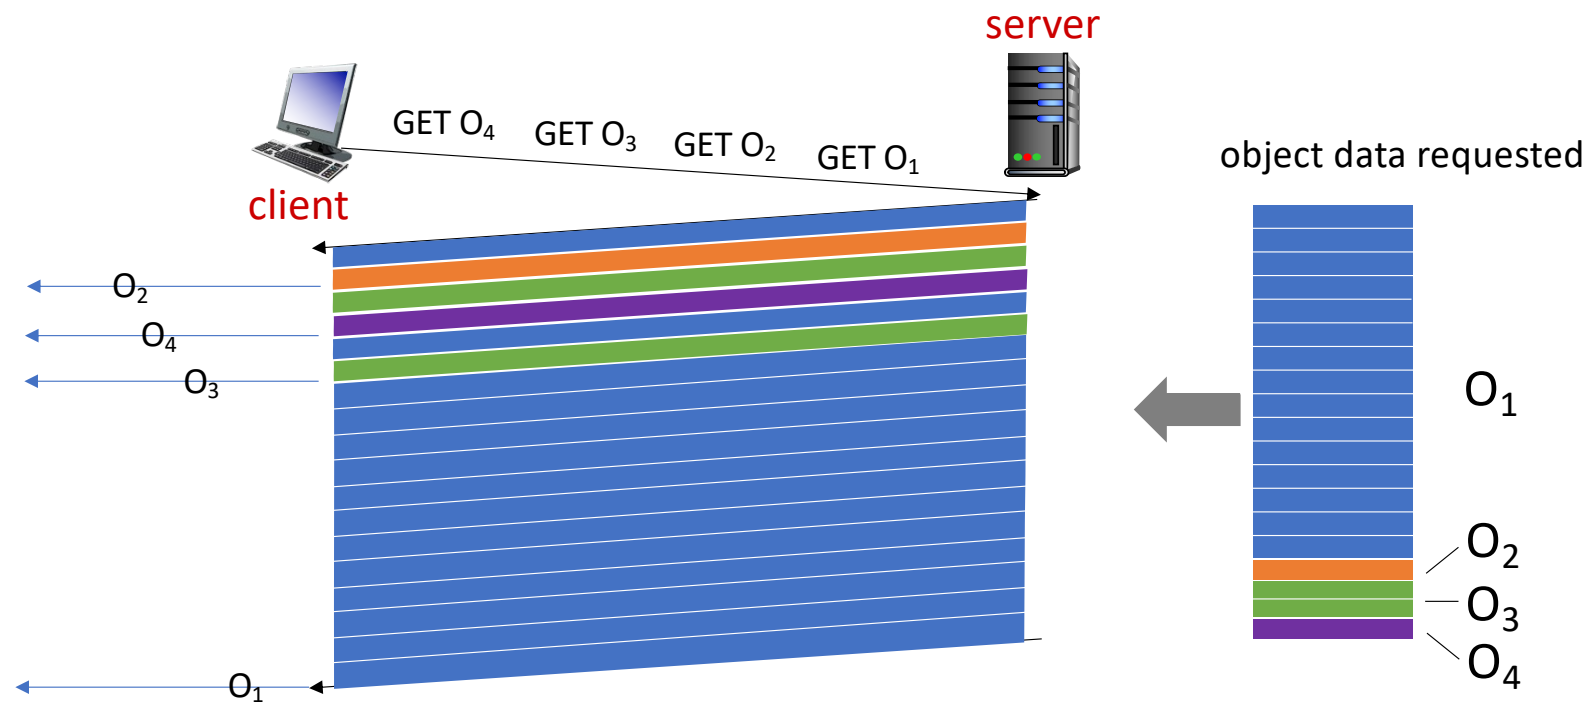 server
GET O₄
GET O₃
GET O₂
GET O₁
object data requested
client
O₂
O₄
O₃
O₁
O₁
O₂
O₃
O₄